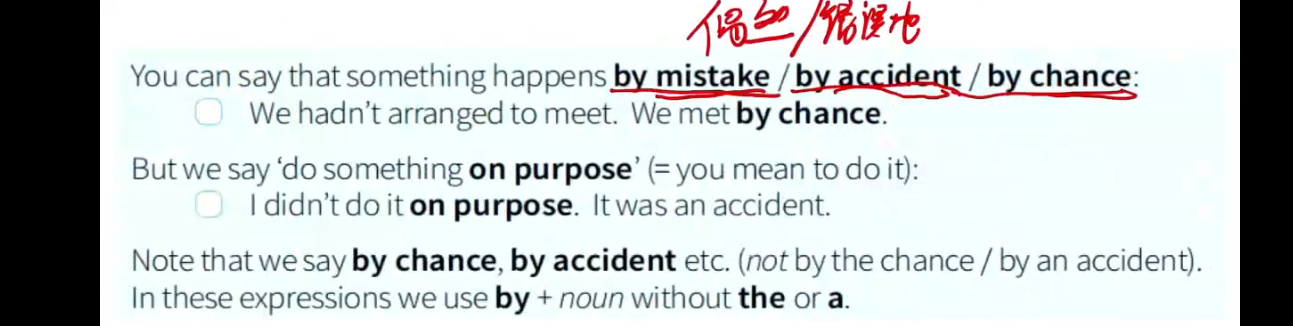 偶然/错误地
You can say that something happens by mistake / by accident / by chance:
We hadn't arranged to meet. We met by chance.
But we say ‘do something on purpose’ (= you mean to do it):
I didn't do it on purpose. It was an accident.
Note that we say by chance, by accident etc. (not by the chance / by an accident).
In these expressions we use by + noun without the or a.